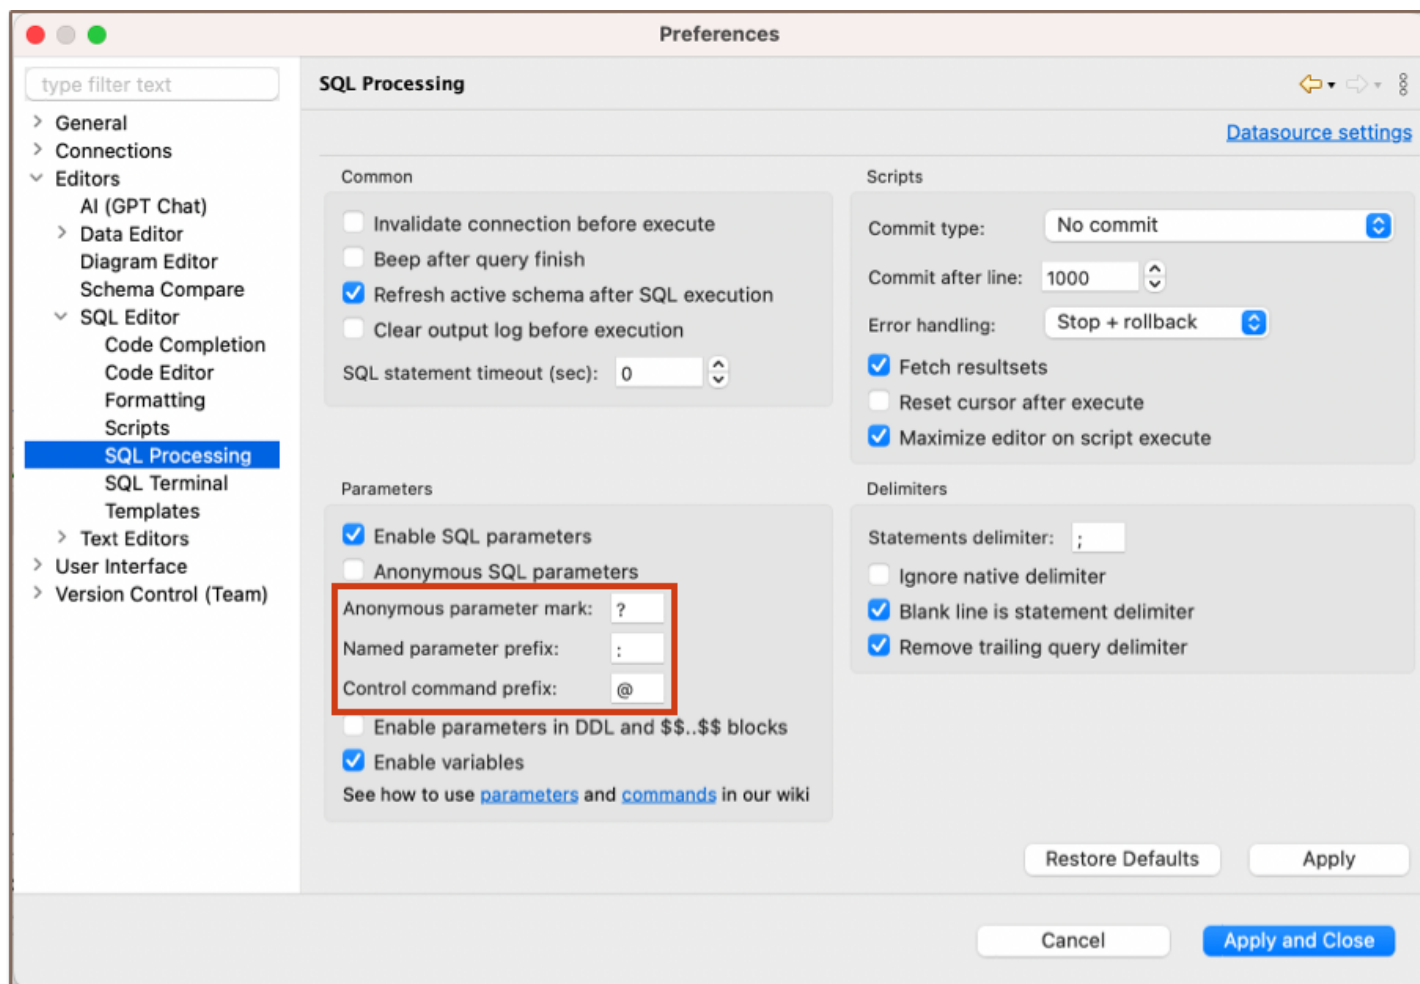 Preferences
type filter text
General
Connections
Editors
AI (GPT Chat)
Data Editor
Diagram Editor
Schema Compare
SQL Editor
Code Completion
Code Editor
Formatting
Scripts
SQL Processing
SQL Terminal
Templates
Text Editors
User Interface
Version Control (Team)
SQL Processing
Datasource settings
Common
Invalidate connection before execute
Beep after query finish
Refresh active schema after SQL execution
Clear output log before execution
SQL statement timeout (sec): 0
Scripts
Commit type: No commit
Commit after line: 1000
Error handling: Stop + rollback
Fetch resultsets
Reset cursor after execute
Maximize editor on script execute
Parameters
Enable SQL parameters
Anonymous SQL parameters
Anonymous parameter mark: ?
Named parameter prefix: :
Control command prefix: @
Enable parameters in DDL and $$..$$ blocks
Enable variables
See how to use parameters and commands in our wiki
Delimiters
Statements delimiter: ;
Ignore native delimiter
Blank line is statement delimiter
Remove trailing query delimiter
Restore Defaults
Apply
Cancel
Apply and Close